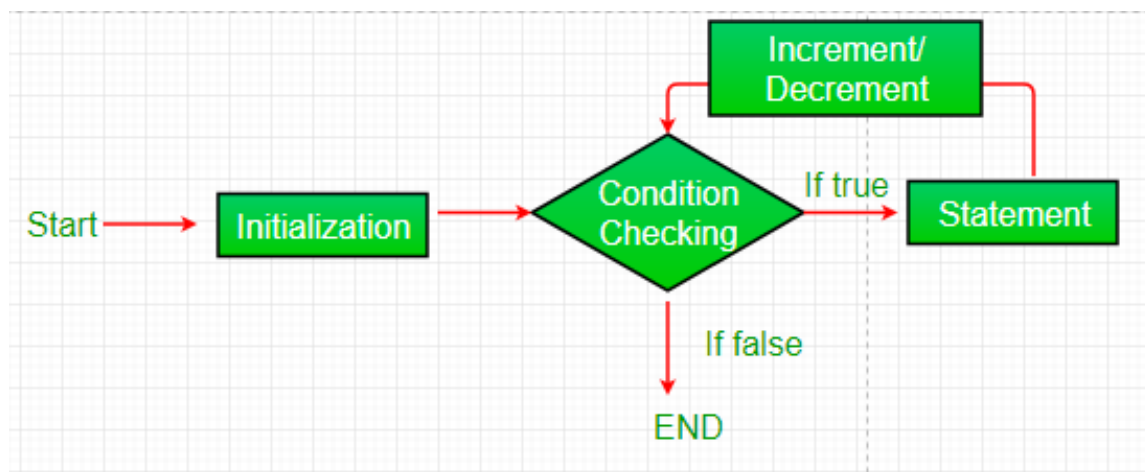 Increment/
Decrement
Start
Initialization
Condition
Checking
If true
Statement
If false
END